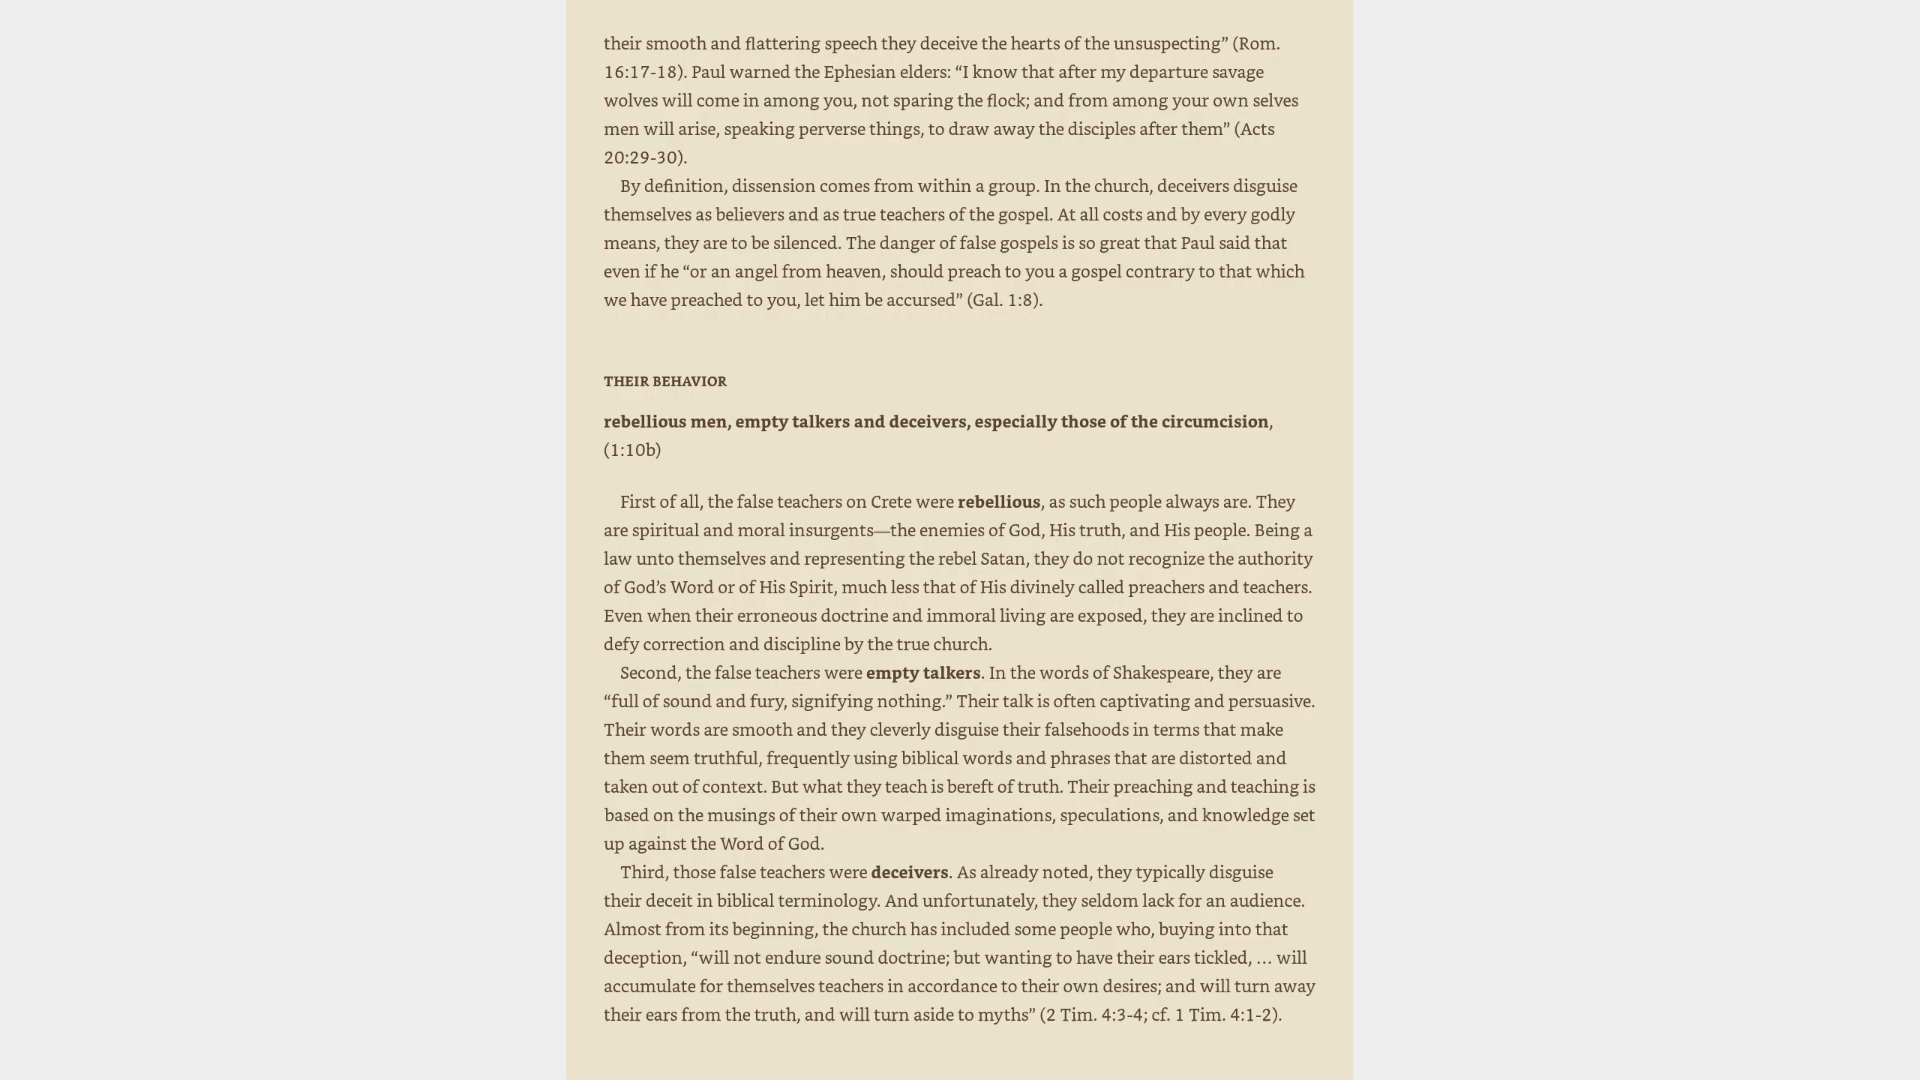 their smooth and flattering speech they deceive the hearts of the unsuspecting” (Rom.
16:17-18). Paul warned the Ephesian elders: “I know that after my departure savage
wolves will come in among you, not sparing the flock; and from among your own selves
men will arise, speaking perverse things, to draw away the disciples after them” (Acts
20:29-30).
By definition, dissension comes from within a group. In the church, deceivers disguise
themselves as believers and as true teachers of the gospel. At all costs and by every godly
means, they are to be silenced. The danger of false gospels is so great that Paul said that
even if he “or an angel from heaven, should preach to you a gospel contrary to that which
we have preached to you, let him be accursed” (Gal. 1:8).
THEIR BEHAVIOR
rebellious men, empty talkers and deceivers, especially those of the circumcision,
(1:10b)
First of all, the false teachers on Crete were rebellious, as such people always are. They
are spiritual and moral insurgents—the enemies of God, His truth, and His people. Being a
law unto themselves and representing the rebel Satan, they do not recognize the authority
of God’s Word or of His Spirit, much less that of His divinely called preachers and teachers.
Even when their erroneous doctrine and immoral living are exposed, they are inclined to
defy correction and discipline by the true church.
Second, the false teachers were empty talkers. In the words of Shakespeare, they are
“full of sound and fury, signifying nothing.” Their talk is often captivating and persuasive.
Their words are smooth and they cleverly disguise their falsehoods in terms that make
them seem truthful, frequently using biblical words and phrases that are distorted and
taken out of context. But what they teach is bereft of truth. Their preaching and teaching is
based on the musings of their own warped imaginations, speculations, and knowledge set
up against the Word of God.
Third, those false teachers were deceivers. As already noted, they typically disguise
their deceit in biblical terminology. And unfortunately, they seldom lack for an audience.
Almost from its beginning, the church has included some people who, buying into that
deception, “will not endure sound doctrine; but wanting to have their ears tickled, … will
accumulate for themselves teachers in accordance to their own desires; and will turn away
their ears from the truth, and will turn aside to myths” (2 Tim. 4:3-4; cf. 1 Tim. 4:1-2).